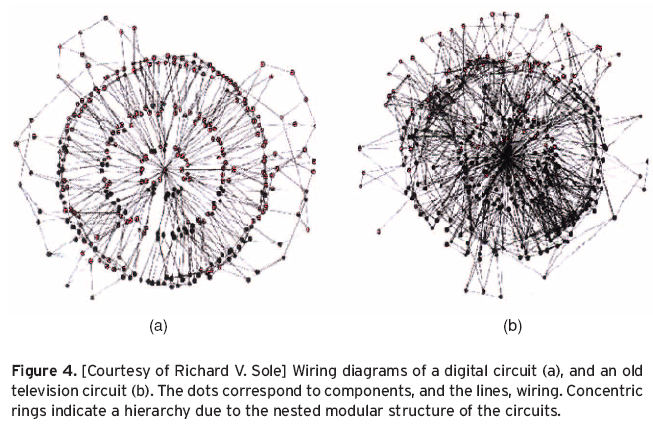 (a)
(b)
Figure 4. [Courtesy of Richard V. Sole] Wiring diagrams of a digital circuit (a), and an old
television circuit (b). The dots correspond to components, and the lines, wiring. Concentric
rings indicate a hierarchy due to the nested modular structure of the circuits.